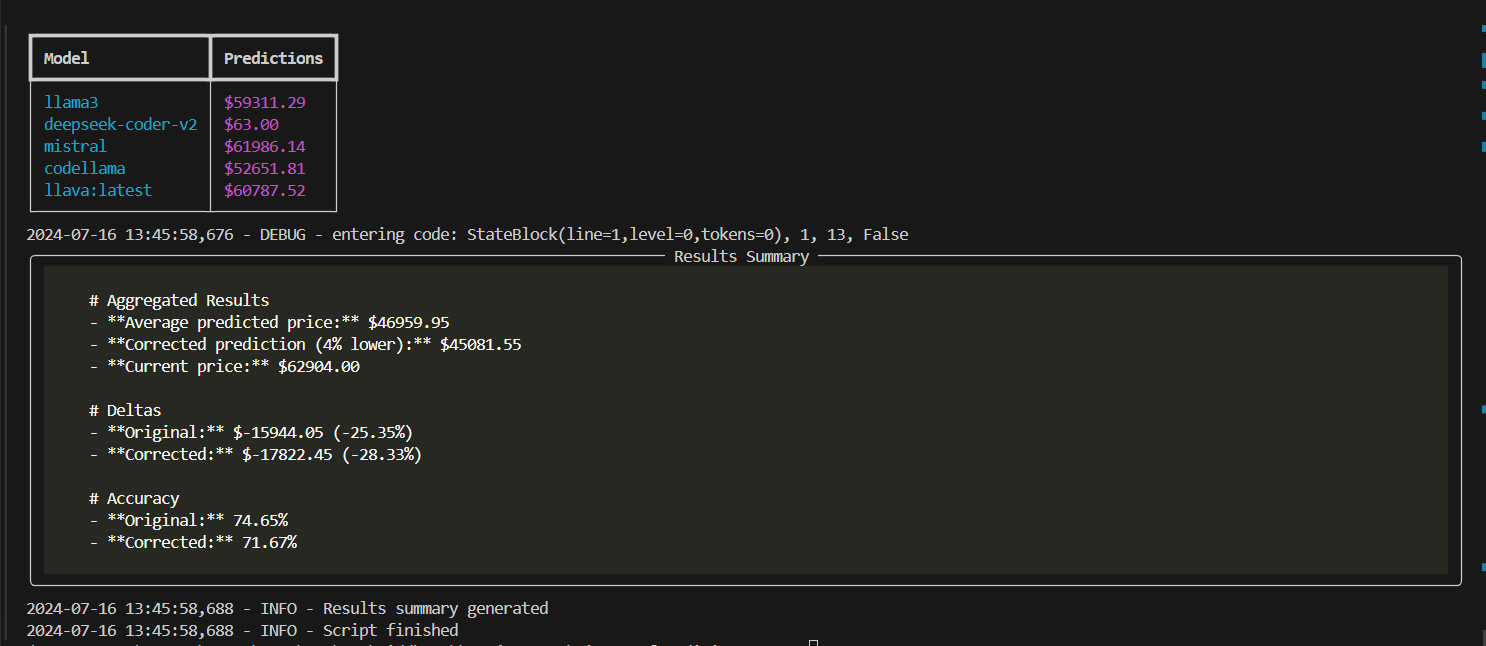 Model Predictions
llama3 $59311.29
deepseek-coder-v2 $63.00
mistral $61986.14
codellama $52651.81
llava:latest $60787.52
2024-07-16 13:45:58,676 - DEBUG - entering code: StateBlock(line=1,level=0,tokens=0), 1, 13, False
Results Summary
# Aggregated Results
- **Average predicted price:** $46959.95
- **Corrected prediction (4% lower):** $45081.55
- **Current price:** $62904.00
# Deltas
- **Original:** $-15944.05 (-25.35%)
- **Corrected:** $-17822.45 (-28.33%)
# Accuracy
- **Original:** 74.65%
- **Corrected:** 71.67%
2024-07-16 13:45:58,688 - INFO - Results summary generated
2024-07-16 13:45:58,688 - INFO - Script finished